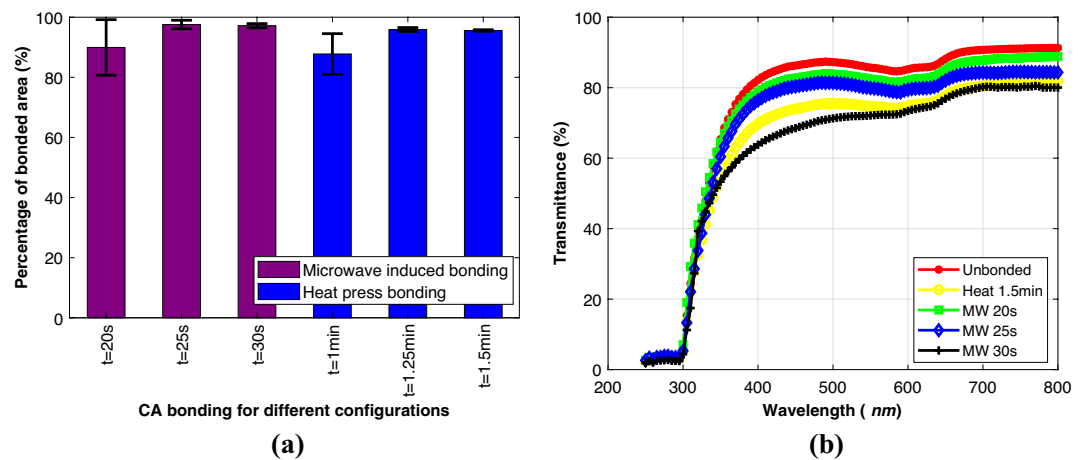 100
80
60
40
20
0
Percentage of bonded area (%)
Microwave induced bonding
Heat press bonding
t=20s
t=25s
t=30s
t=1min
t=1.25min
t=1.5min
CA bonding for different configurations
(a)
100
80
60
40
20
0
Transmittance (%)
Unbonded
Heat 1.5min
MW 20s
MW 25s
MW 30s
200 300 400 500 600 700 800
Wavelength ( nm)
(b)